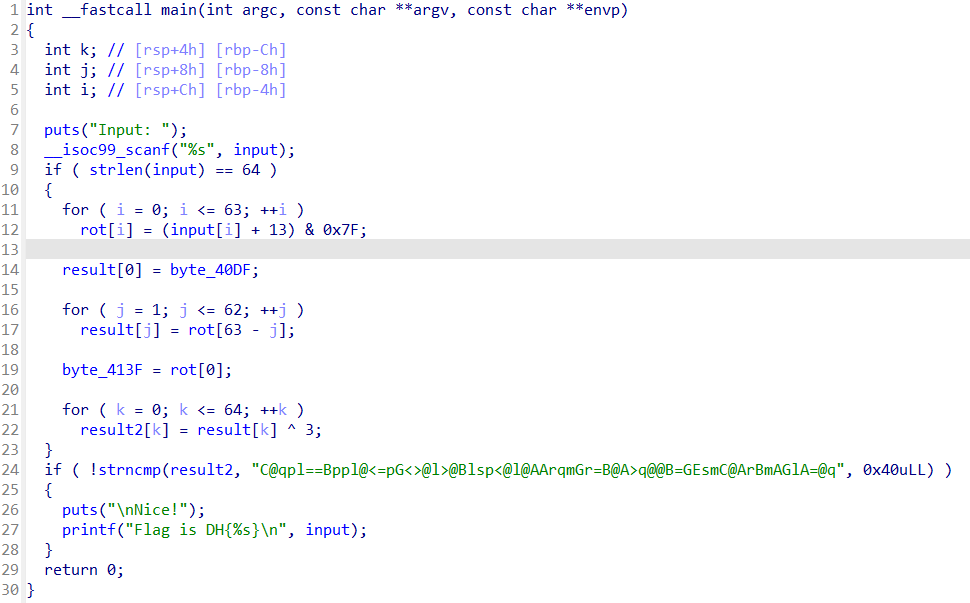 1 int __fastcall main(int argc, const char **argv, const char **envp)
2 {
3   int k; // [rsp+4h] [rbp-Ch]
4   int j; // [rsp+8h] [rbp-8h]
5   int i; // [rsp+Ch] [rbp-4h]
6
7   puts("Input: ");
8   __isoc99_scanf("%s", input);
9   if ( strlen(input) == 64 )
10   {
11     for ( i = 0; i <= 63; ++i )
12       rot[i] = (input[i] + 13) & 0x7F;
13
14     result[0] = byte_40DF;
15
16     for ( j = 1; j <= 62; ++j )
17       result[j] = rot[63 - j];
18
19     byte_413F = rot[0];
20
21     for ( k = 0; k <= 64; ++k )
22       result2[k] = result[k] ^ 3;
23   }
24   if ( !strncmp(result2, "C@qpl==Bppl@<=pG<>@l>@Blsp<@l@AArqmGr=B@A>q@@B=GEsmC@ArBmAGlA=@q", 0x40uLL) )
25   {
26     puts("\nNice!");
27     printf("Flag is DH{%s}\n", input);
28   }
29   return 0;
30 }